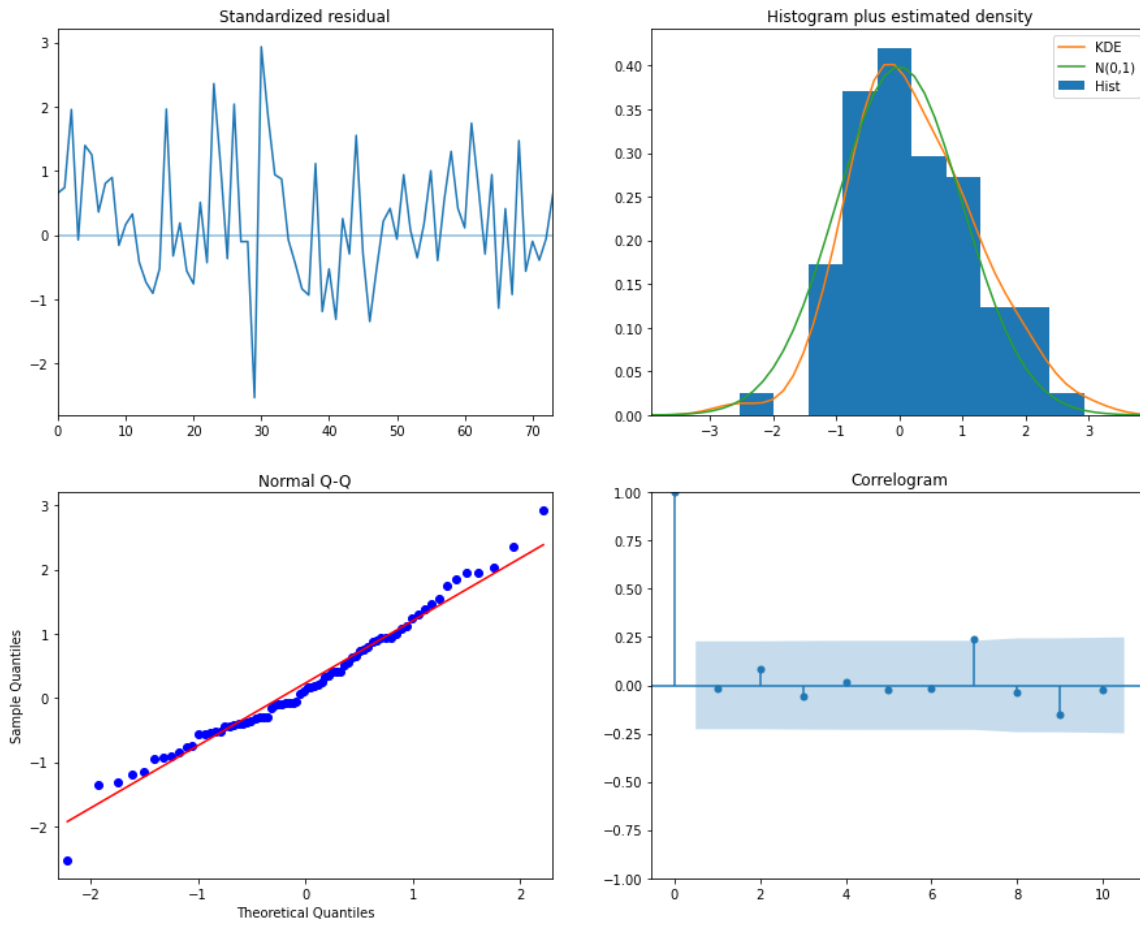 Standardized residual
3
2
1
0
−1
−2
0 10 20 30 40 50 60 70
Histogram plus estimated density
KDE
N(0,1)
Hist
0.40
0.35
0.30
0.25
0.20
0.15
0.10
0.05
0.00
−3 −2 −1 0 1 2 3
Normal Q-Q
Sample Quantiles
3
2
1
0
−1
−2
−2 −1 0 1 2
Theoretical Quantiles
Correlogram
1.00
0.75
0.50
0.25
0.00
−0.25
−0.50
−0.75
−1.00
0 2 4 6 8 10